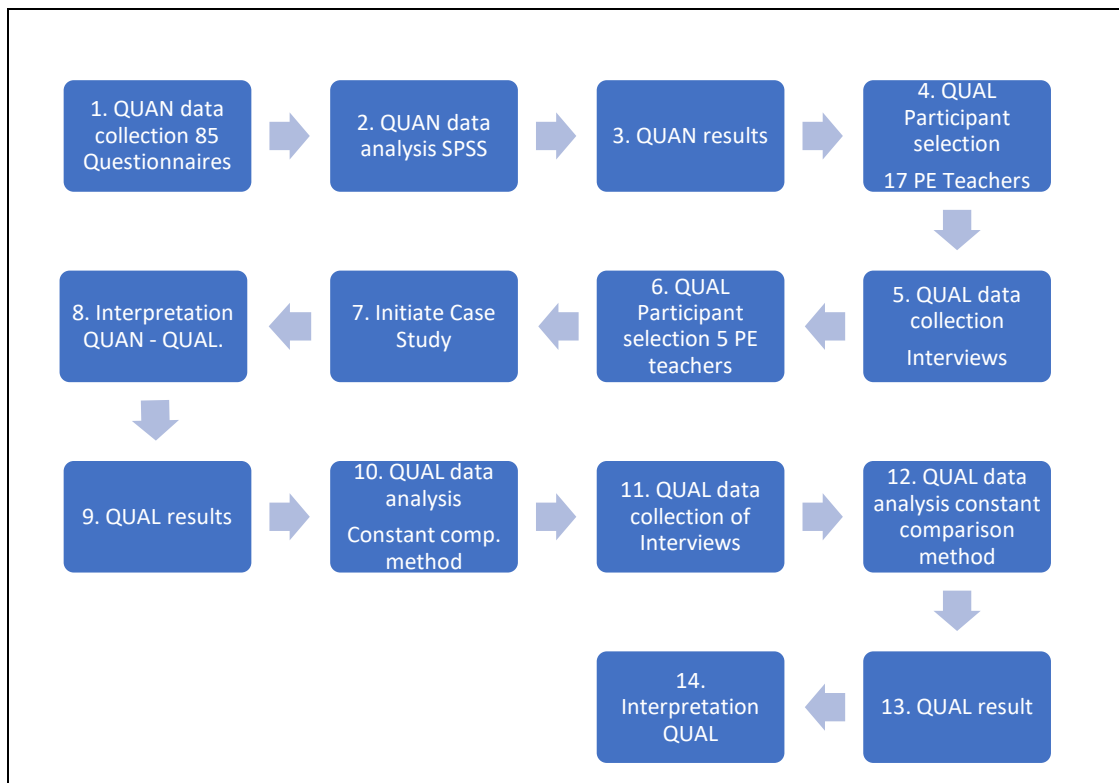 1. QUAN data
collection 85
Questionnaires
2. QUAN data
analysis SPSS
3. QUAN results
4. QUAL
Participant
selection
17 PE Teachers
5. QUAL data
collection
Interviews
6. QUAL
Participant
selection 5 PE
teachers
7. Initiate Case
Study
8. Interpretation
QUAN - QUAL.
9. QUAL results
10. QUAL data
analysis
Constant comp.
method
11. QUAL data
collection of
Interviews
12. QUAL data
analysis constant
comparison
method
13. QUAL result
14.
Interpretation
QUAL